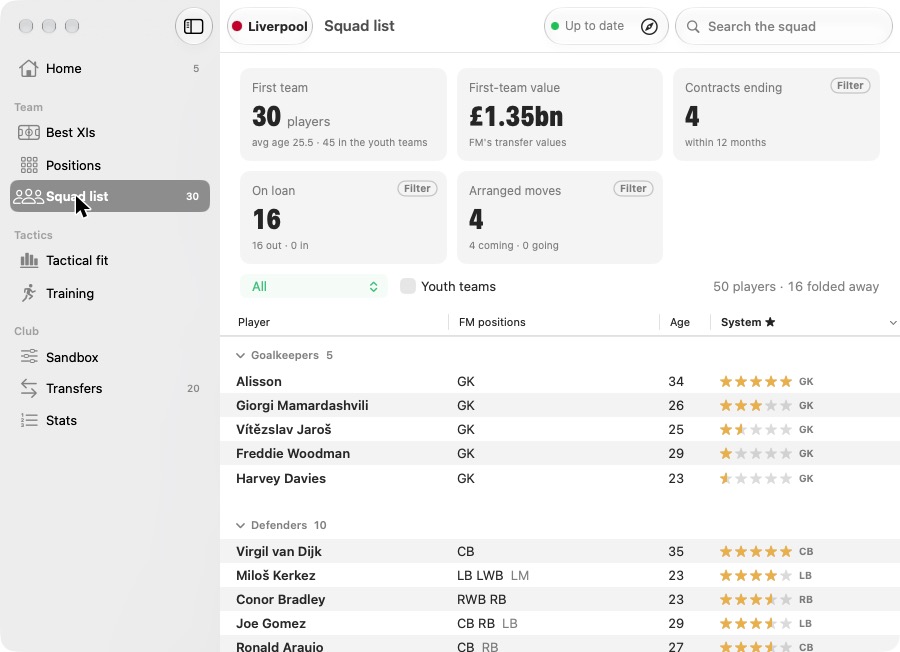 Liverpool
Squad list
Up to date
Search the squad
Home 5
Team
Best XIs
Positions
Squad list 30
Tactics
Tactical fit
Training
Club
Sandbox
Transfers 20
Stats
First team
30 players
avg age 25.5 · 45 in the youth teams
First-team value
£1.35bn
FM's transfer values
Contracts ending Filter
4
within 12 months
On loan Filter
16
16 out · 0 in
Arranged moves Filter
4
4 coming · 0 going
All Youth teams 50 players · 16 folded away
Player FM positions Age System ★
Goalkeepers 5
Alisson GK 34 GK
Giorgi Mamardashvili GK 26 GK
Vítězslav Jaroš GK 25 GK
Freddie Woodman GK 29 GK
Harvey Davies GK 23 GK
Defenders 10
Virgil van Dijk CB 35 CB
Miloš Kerkez LB LWB LM 23 LB
Conor Bradley RWB RB 23 RB
Joe Gomez CB RB LB 29 LB
Ronald Araujo CB RB 27 CB